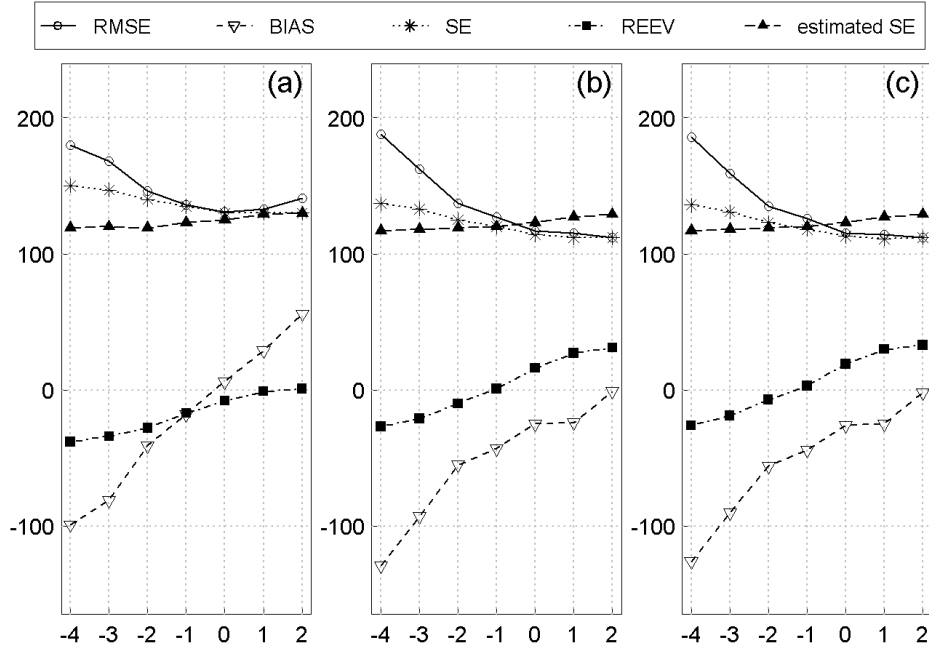 RMSE BIAS SE REEV estimated SE
(a) (b) (c)
200 200 200
100 100 100
0 0 0
-100 -100 -100
-4 -3 -2 -1 0 1 2 -4 -3 -2 -1 0 1 2 -4 -3 -2 -1 0 1 2